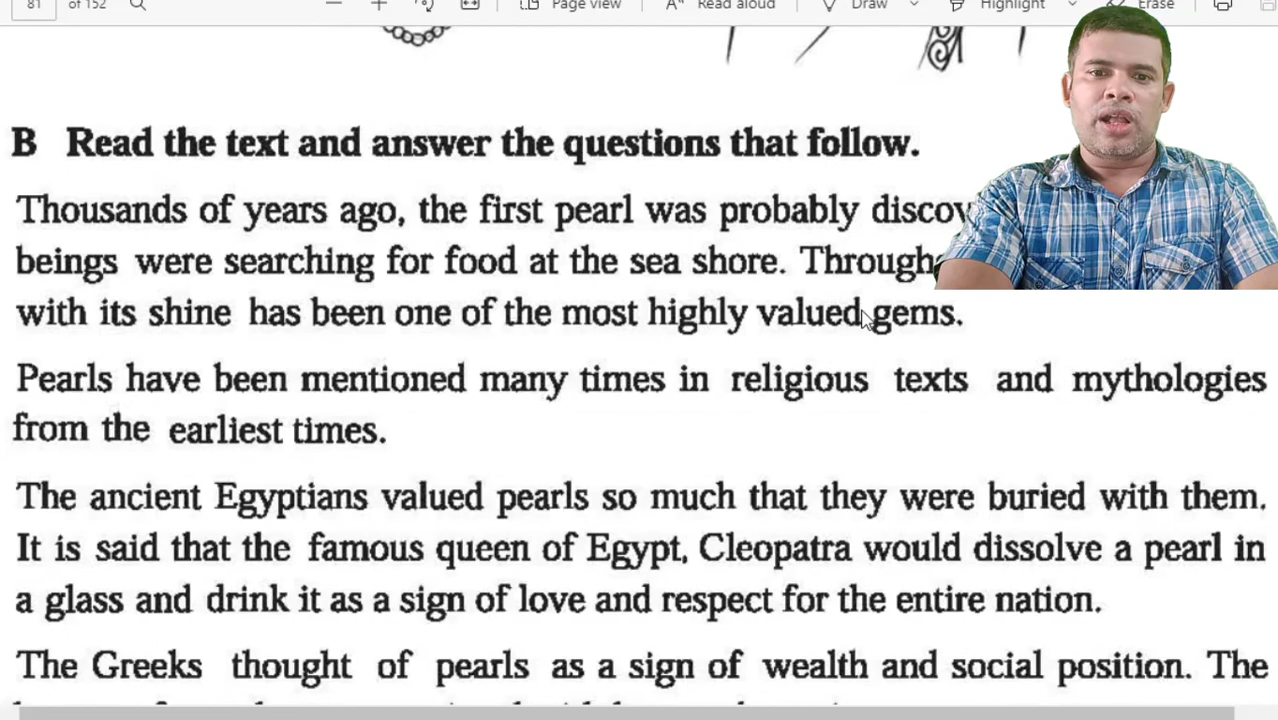 81 of 152 Page view Read aloud Draw Highlight Erase
B Read the text and answer the questions that follow.
Thousands of years ago, the first pearl was probably
beings were searching for food at the sea shore.
with its shine has been one of the most highly valued gems.
Pearls have been mentioned many times in religious texts and mythologies
from the earliest times.
The ancient Egyptians valued pearls so much that they were buried with them.
It is said that the famous queen of Egypt, Cleopatra would dissolve a pearl in
a glass and drink it as a sign of love and respect for the entire nation.
The Greeks thought of pearls as a sign of wealth and social position. The